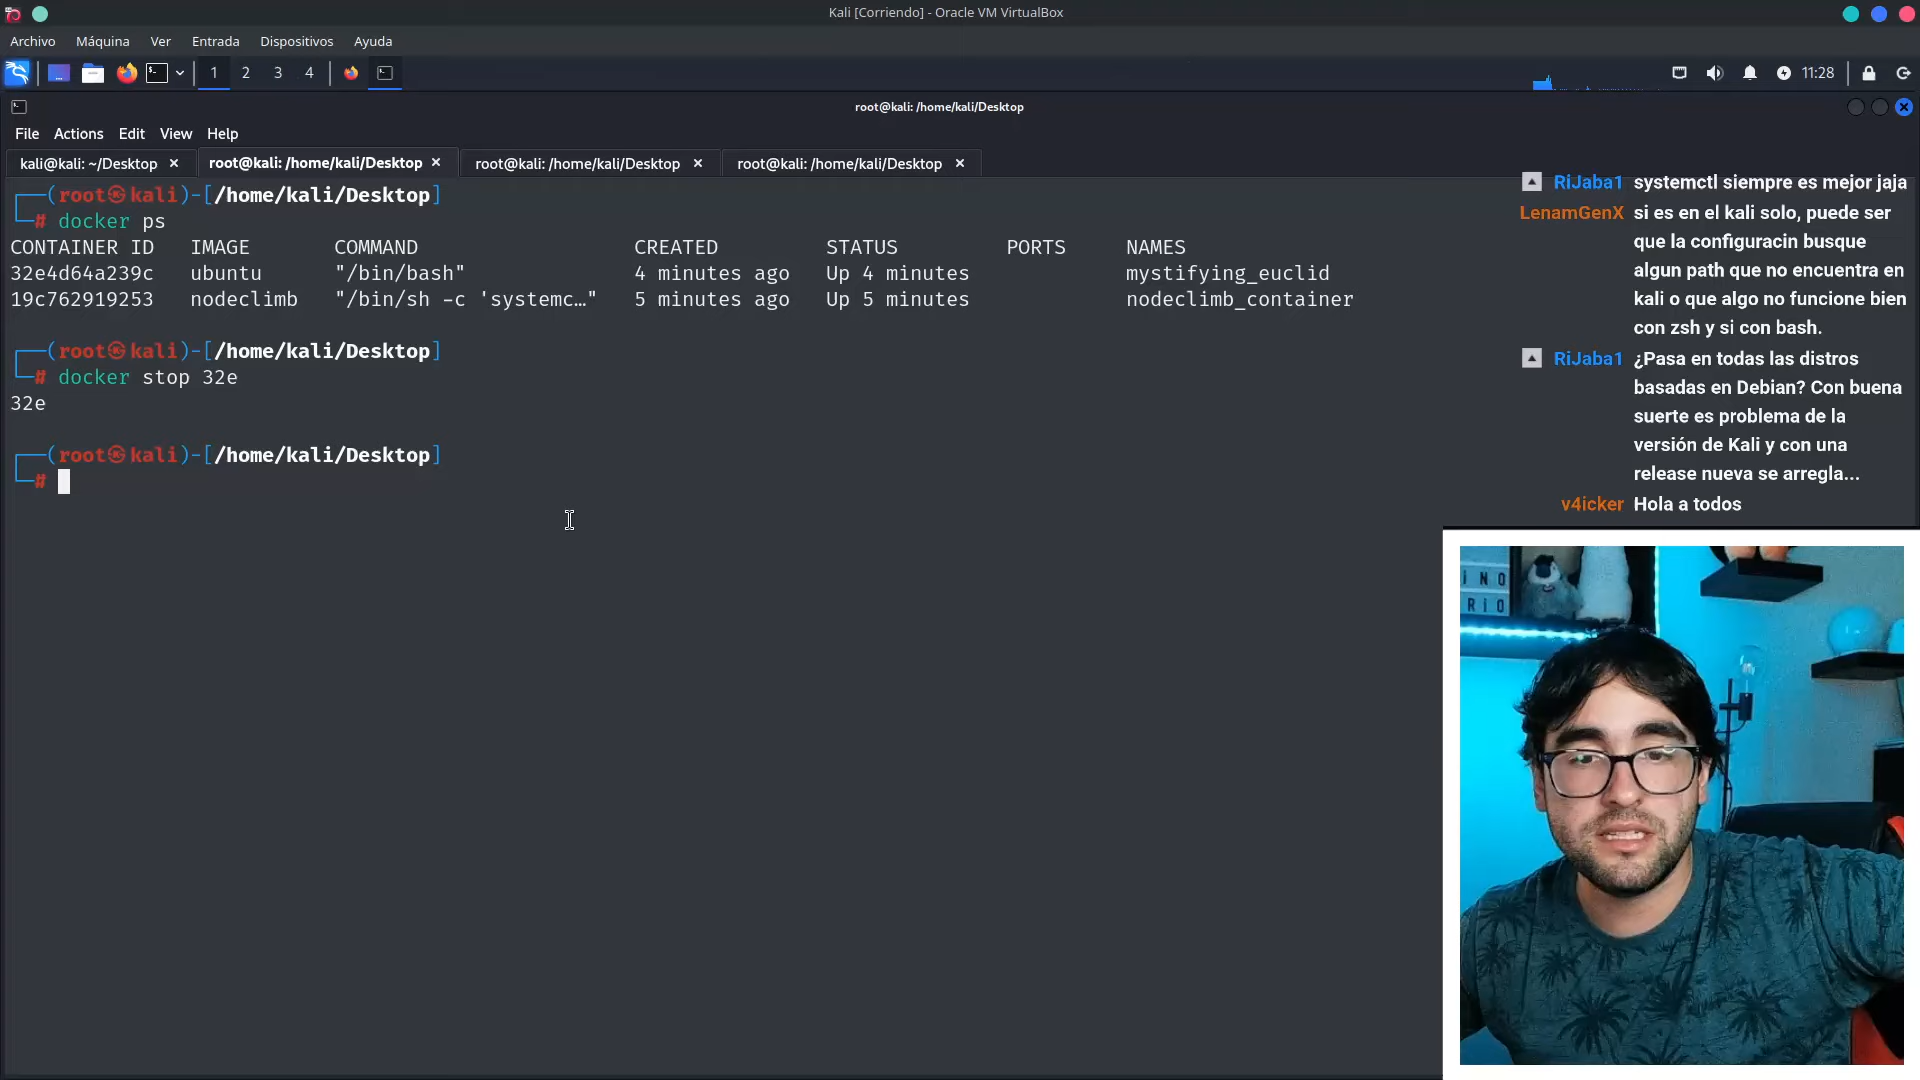 Kali [Corriendo] - Oracle VM VirtualBox
Archivo Máquina Ver Entrada Dispositivos Ayuda
1 2 3 4 11:28
root@kali: /home/kali/Desktop
File Actions Edit View Help
kali@kali: ~/Desktop × root@kali: /home/kali/Desktop × root@kali: /home/kali/Desktop × root@kali: /home/kali/Desktop ×
┌──(root㉿kali)-[/home/kali/Desktop]
└─# docker ps
CONTAINER ID IMAGE COMMAND CREATED STATUS PORTS NAMES
32e4d64a239c ubuntu "/bin/bash" 4 minutes ago Up 4 minutes mystifying_euclid
19c762919253 nodeclimb "/bin/sh -c 'systemc…" 5 minutes ago Up 5 minutes nodeclimb_container
┌──(root㉿kali)-[/home/kali/Desktop]
└─# docker stop 32e
32e
┌──(root㉿kali)-[/home/kali/Desktop]
└─#
RiJaba1 systemctl siempre es mejor jaja
LenamGenX si es en el kali solo, puede ser
que la configuracin busque
algun path que no encuentra en
kali o que algo no funcione bien
con zsh y si con bash.
RiJaba1 ¿Pasa en todas las distros
basadas en Debian? Con buena
suerte es problema de la
versión de Kali y con una
release nueva se arregla...
v4icker Hola a todos
INO
RIO